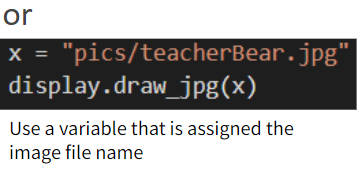 or
x = "pics/teacherBear.jpg"
display.draw_jpg(x)
Use a variable that is assigned the
image file name